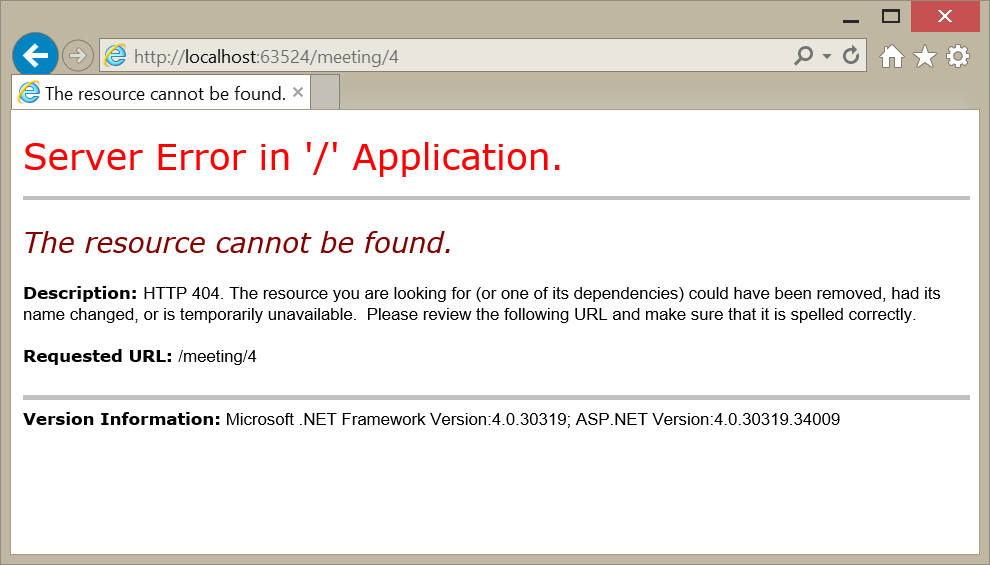 http://localhost:63524/meeting/4
The resource cannot be found.
Server Error in '/' Application.
The resource cannot be found.
Description: HTTP 404. The resource you are looking for (or one of its dependencies) could have been removed, had its
name changed, or is temporarily unavailable.  Please review the following URL and make sure that it is spelled correctly.
Requested URL: /meeting/4
Version Information: Microsoft .NET Framework Version:4.0.30319; ASP.NET Version:4.0.30319.34009